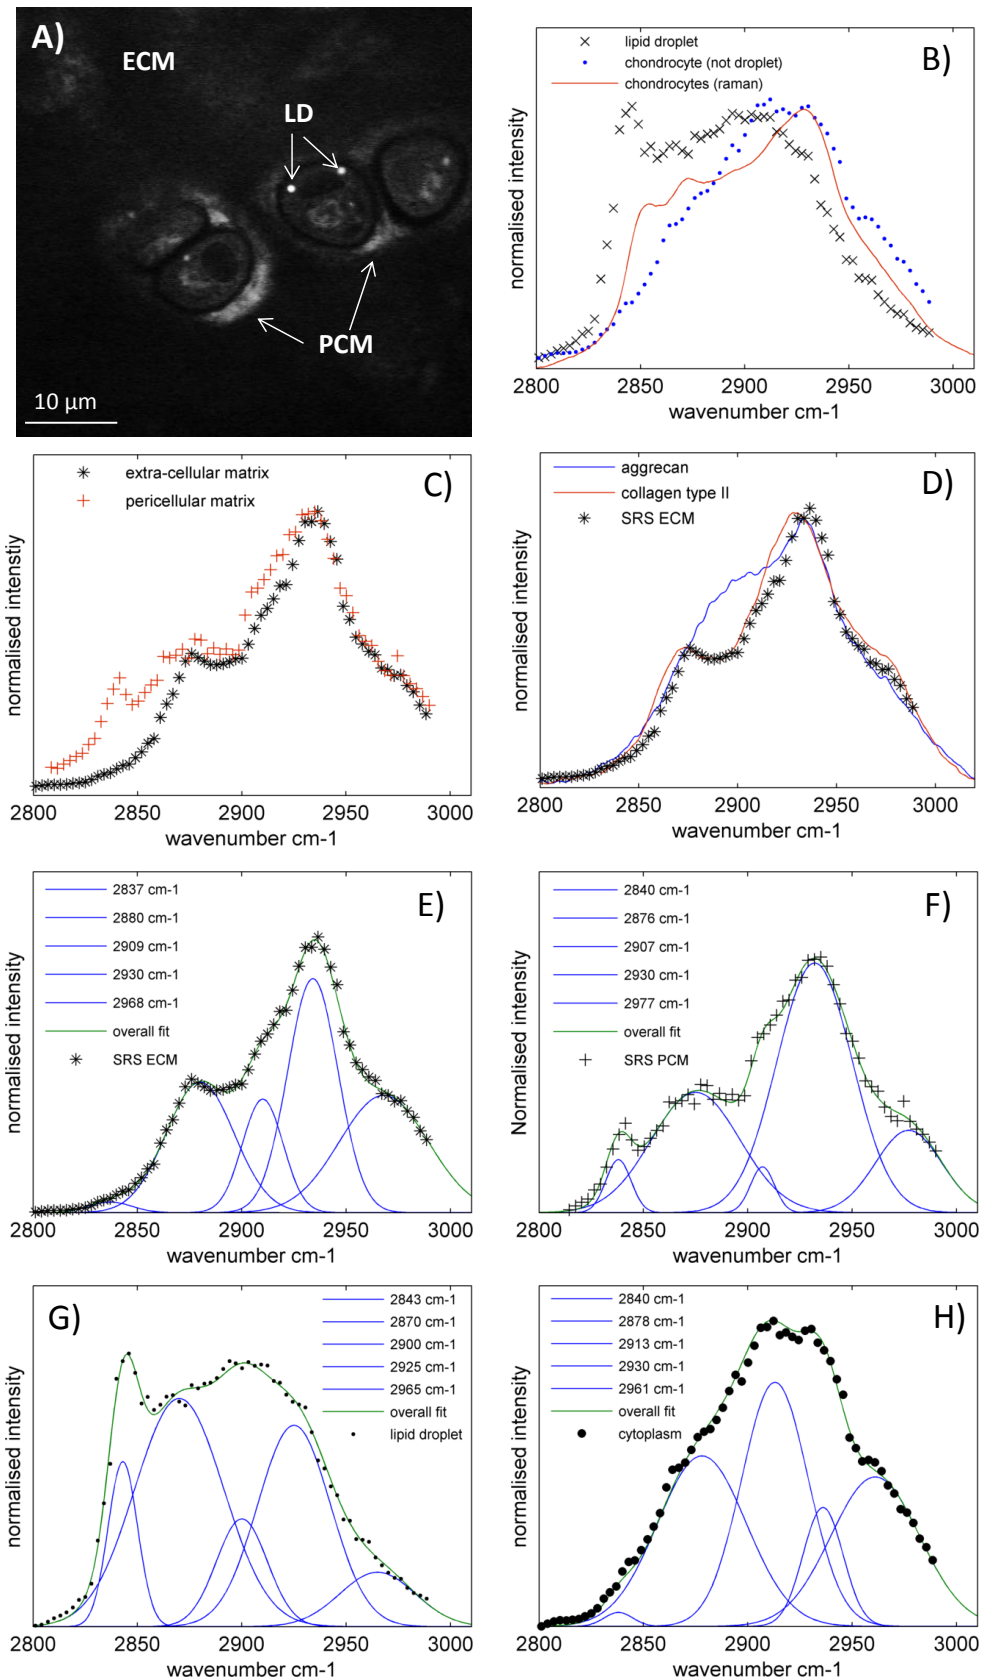 A)
ECM
LD
PCM
10 µm
B)
lipid droplet
chondrocyte (not droplet)
chondrocytes (raman)
normalised intensity
2800 2850 2900 2950 3000
wavenumber cm-1
C)
extra-cellular matrix
pericellular matrix
normalised intenstiy
2800 2850 2900 2950 3000
wavenumber cm-1
D)
aggrecan
collagen type II
SRS ECM
normalised intensity
2800 2850 2900 2950 3000
wavenumber cm-1
E)
2837 cm-1
2880 cm-1
2909 cm-1
2930 cm-1
2968 cm-1
overall fit
SRS ECM
normalised intensity
2800 2850 2900 2950 3000
wavenumber cm-1
F)
2840 cm-1
2876 cm-1
2907 cm-1
2930 cm-1
2977 cm-1
overall fit
SRS PCM
Normalised intensity
2800 2850 2900 2950 3000
wavenumber cm-1
G)
2843 cm-1
2870 cm-1
2900 cm-1
2925 cm-1
2965 cm-1
overall fit
lipid droplet
normalised intensity
2800 2850 2900 2950 3000
wavenumber cm-1
H)
2840 cm-1
2878 cm-1
2913 cm-1
2930 cm-1
2961 cm-1
overall fit
cytoplasm
normalised intensity
2800 2850 2900 2950 3000
wavenumber cm-1